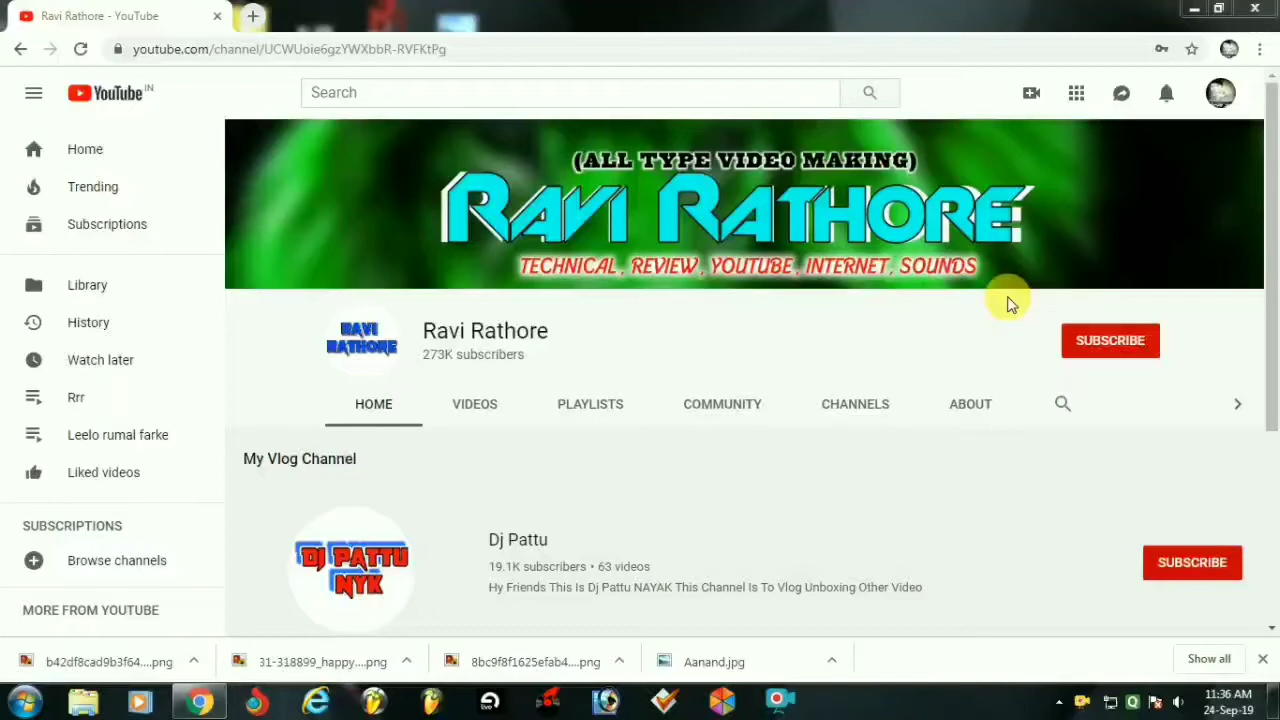 Ravi Rathore - YouTube
youtube.com/channel/UCWUoie6gzYWXbbR-RVFKtPg
YouTube IN
Search
Home
Trending
Subscriptions
Library
History
Watch later
Rrr
Leelo rumal farke
Liked videos
SUBSCRIPTIONS
Browse channels
MORE FROM YOUTUBE
(ALL TYPE VIDEO MAKING)
RAVI RATHORE
TECHNICAL , REVIEW , YOUTUBE , INTERNET , SOUNDS
RAVI
RATHORE
Ravi Rathore
273K subscribers
SUBSCRIBE
HOME VIDEOS PLAYLISTS COMMUNITY CHANNELS ABOUT
My Vlog Channel
DJ PATTU
NYK
Dj Pattu
19.1K subscribers • 63 videos
Hy Friends This Is Dj Pattu NAYAK This Channel Is To Vlog Unboxing Other Video
SUBSCRIBE
b42df8cad9b3f64....png 31-318899_happy....png 8bc9f8f1625efab4....png Aanand.jpg Show all
11:36 AM
24-Sep-19